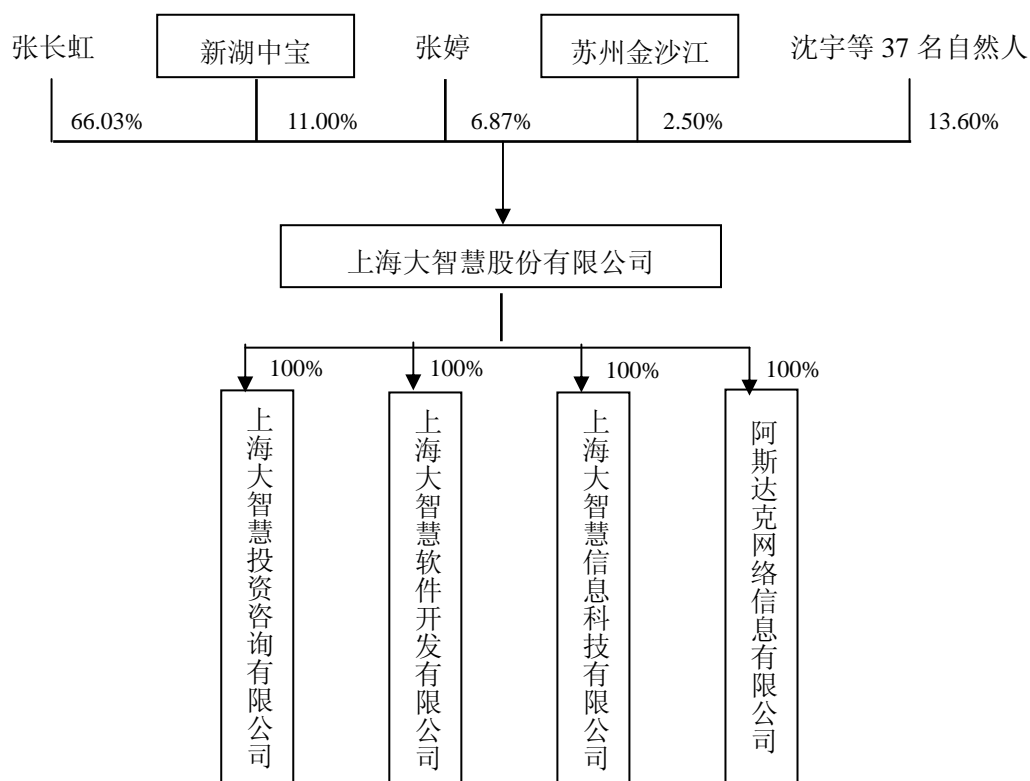 张长虹
新湖中宝
张婷
苏州金沙江
沈宇等 37 名自然人
66.03%
11.00%
6.87%
2.50%
13.60%
上海大智慧股份有限公司
100%
100%
100%
100%
上海大智慧投资咨询有限公司
上海大智慧软件开发有限公司
上海大智慧信息科技有限公司
阿斯达克网络信息有限公司